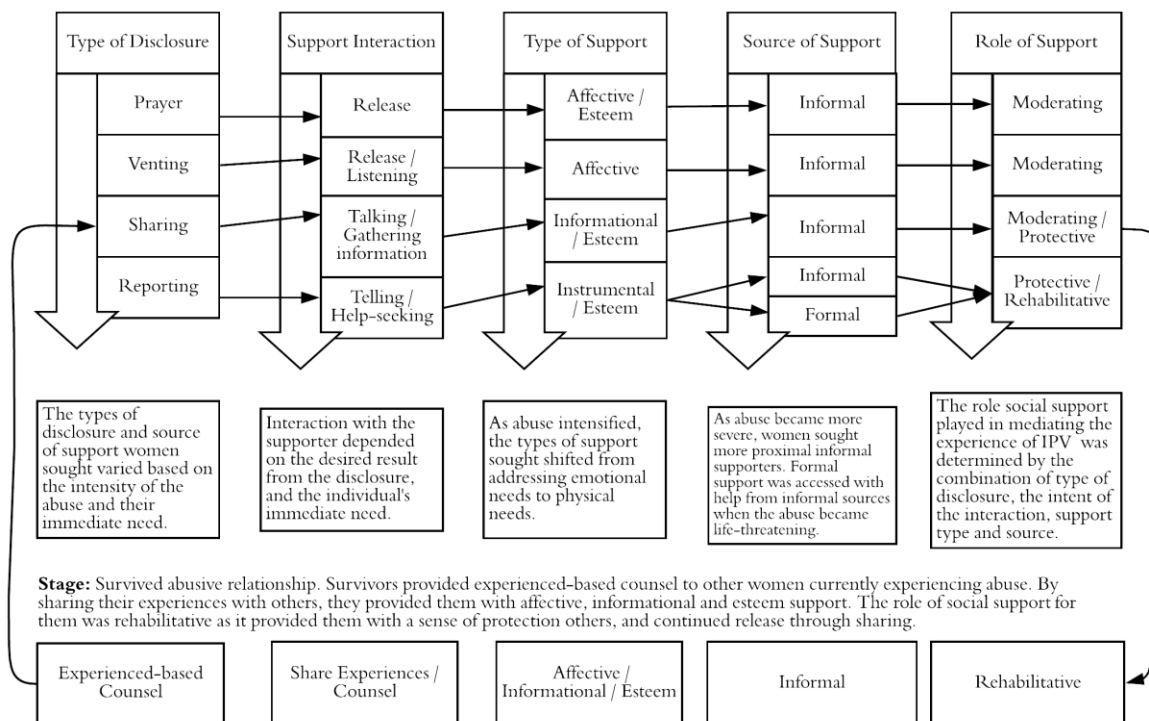 Type of Disclosure
Support Interaction
Type of Support
Source of Support
Role of Support
Prayer
Release
Affective /
Esteem
Informal
Moderating
Venting
Release /
Listening
Affective
Informal
Moderating
Sharing
Talking /
Gathering
information
Informational
/ Esteem
Informal
Moderating /
Protective
Reporting
Telling /
Help-seeking
Instrumental
/ Esteem
Informal
Formal
Protective /
Rehabilitative
The types of
disclosure and source
of support women
sought varied based on
the intensity of the
abuse and their
immediate need.
Interaction with the
supporter depended
on the desired result
from the disclosure,
and the individual's
immediate need.
As abuse intensified,
the types of support
sought shifted from
addressing emotional
needs to physical
needs.
As abuse became more
severe, women sought
more proximal informal
supporters. Formal
support was accessed with
help from informal sources
when the abuse became
life-threatening.
The role social support
played in mediating the
experience of IPV was
determined by the
combination of type of
disclosure, the intent of
the interaction, support
type and source.
Stage: Survived abusive relationship. Survivors provided experienced-based counsel to other women currently experiencing abuse. By
sharing their experiences with others, they provided them with affective, informational and esteem support. The role of social support for
them was rehabilitative as it provided them with a sense of protection others, and continued release through sharing.
Experienced-based
Counsel
Share Experiences /
Counsel
Affective /
Informational / Esteem
Informal
Rehabilitative